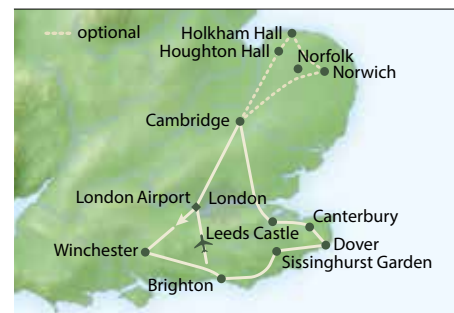 optional
Holkham Hall
Houghton Hall
Norfolk
Norwich
Cambridge
London Airport
London
Leeds Castle
Canterbury
Dover
Winchester
Sissinghurst Garden
Brighton